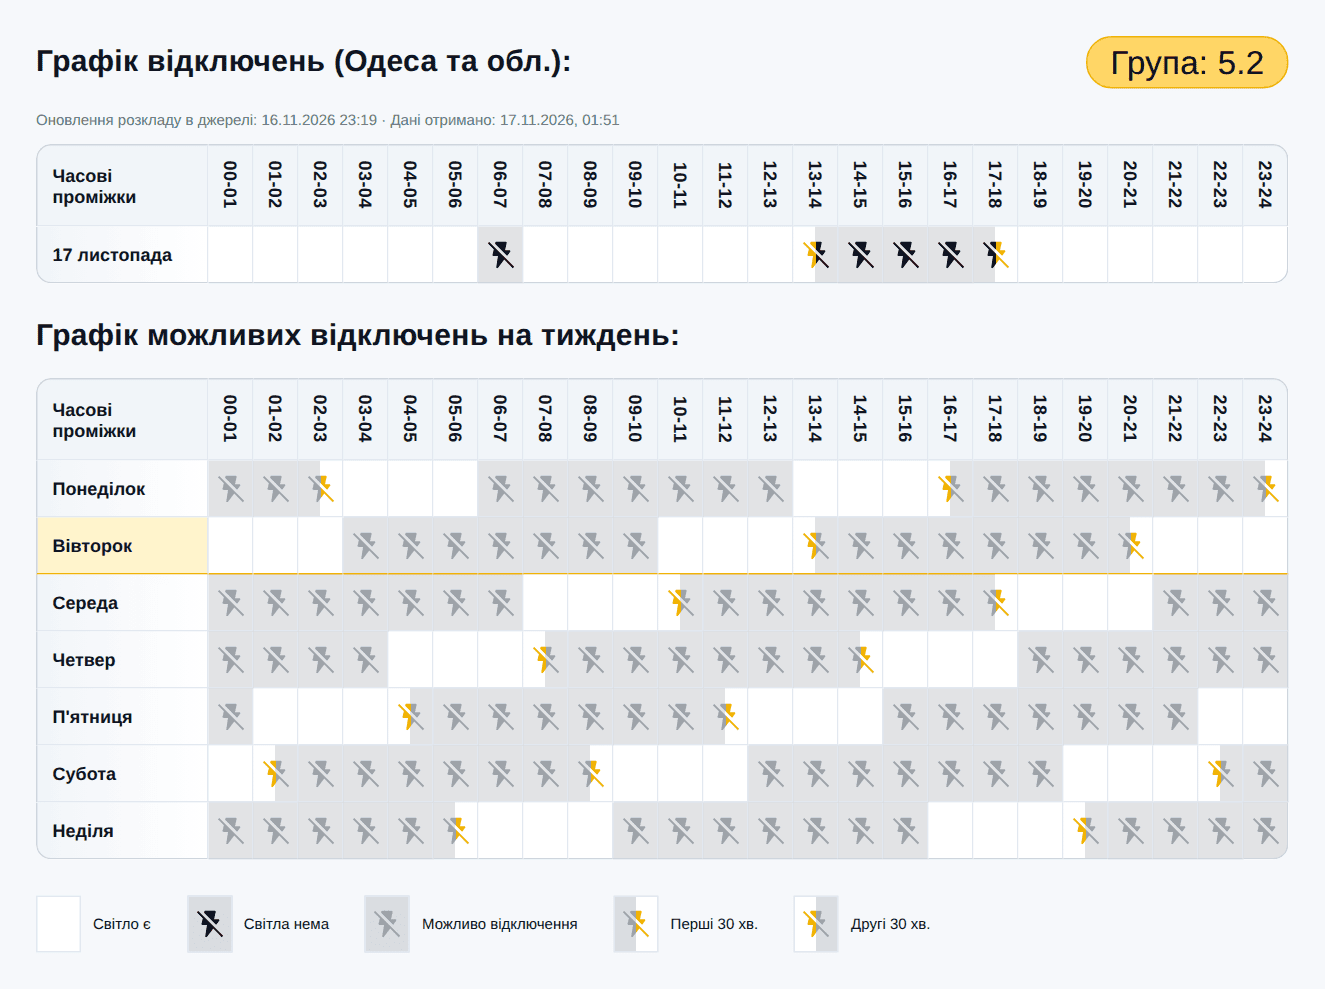 Графік відключень (Одеса та обл.):
Група: 5.2
Оновлення розкладу в джерелі: 16.11.2026 23:19 · Дані отримано: 17.11.2026, 01:51
Часові проміжки 00-01 01-02 02-03 03-04 04-05 05-06 06-07 07-08 08-09 09-10 10-11 11-12 12-13 13-14 14-15 15-16 16-17 17-18 18-19 19-20 20-21 21-22 22-23 23-24
17 листопада
Графік можливих відключень на тиждень:
Часові проміжки 00-01 01-02 02-03 03-04 04-05 05-06 06-07 07-08 08-09 09-10 10-11 11-12 12-13 13-14 14-15 15-16 16-17 17-18 18-19 19-20 20-21 21-22 22-23 23-24
Понеділок
Вівторок
Середа
Четвер
П'ятниця
Субота
Неділя
Світло є Світла нема Можливо відключення Перші 30 хв. Другі 30 хв.